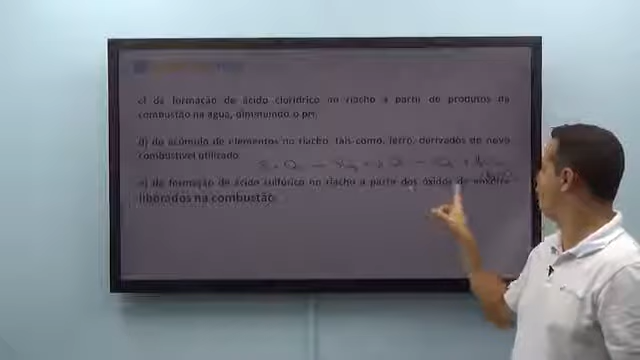 c) da formação de ácido clorídrico no riacho a partir de produtos da
combustão na água, diminuindo o pH.
d) do acúmulo de elementos no riacho, tais como, ferro, derivados do novo
combustível utilizado.
e) da formação de ácido sulfúrico no riacho a partir dos óxidos de enxofre
liberados na combustão.